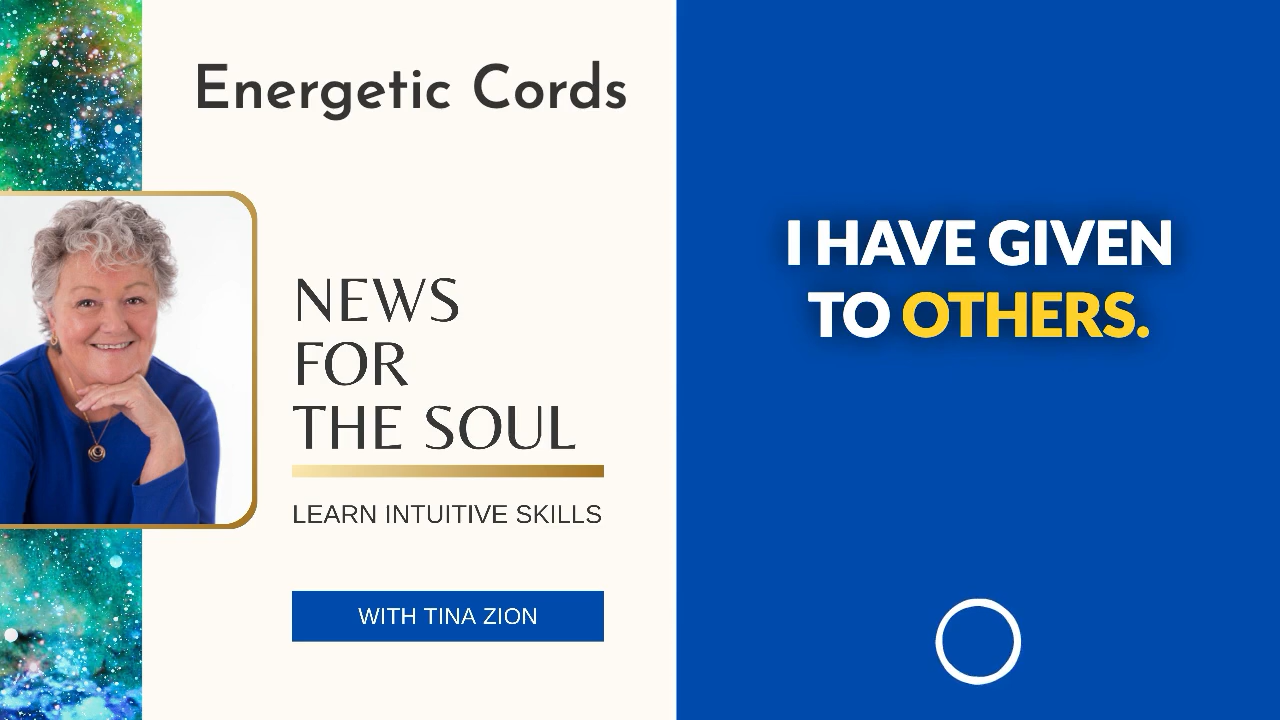 Energetic Cords
NEWS
FOR
THE SOUL
LEARN INTUITIVE SKILLS
WITH TINA ZION
I HAVE GIVEN
TO OTHERS.